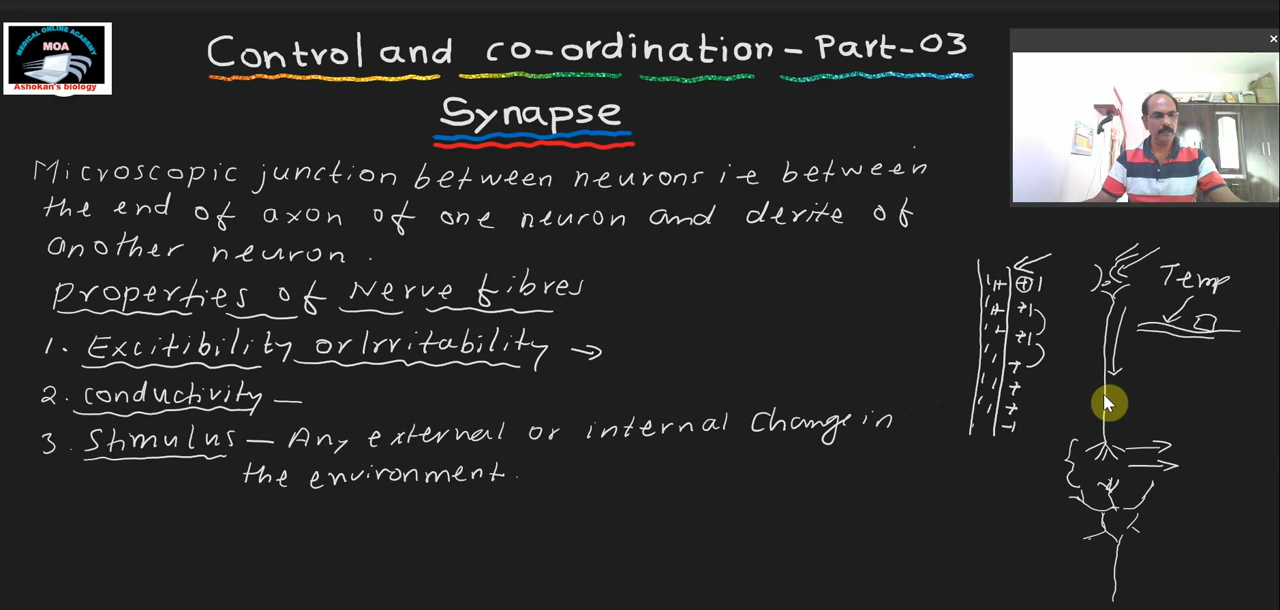 MEDICAL ONLINE ACADEMY
MOA
Ashokan's biology
Control and co-ordination - Part-03
Synapse
Microscopic junction between neurons i-e between
the end of axon of one neuron and derite of
another neuron.
Properties of Nerve fibres
1. Excitibility or Irritability →
2. conductivity —
3. Stimulus — Any external or internal change in
the environment.
Temp